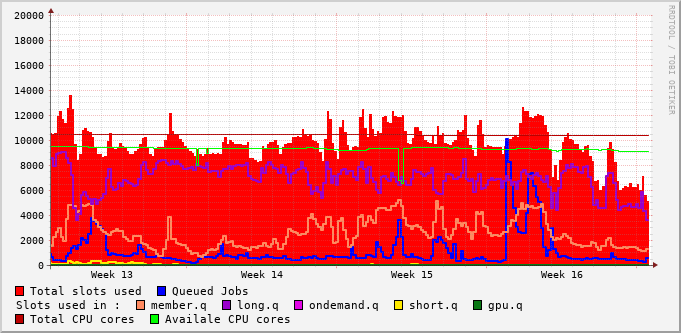 RRDTOOL / TOBI OETIKER
20000
18000
16000
14000
12000
10000
8000
6000
4000
2000
0
Week 13 Week 14 Week 15 Week 16
Total slots used Queued Jobs
Slots used in : member.q long.q ondemand.q short.q gpu.q
Total CPU cores Availale CPU cores